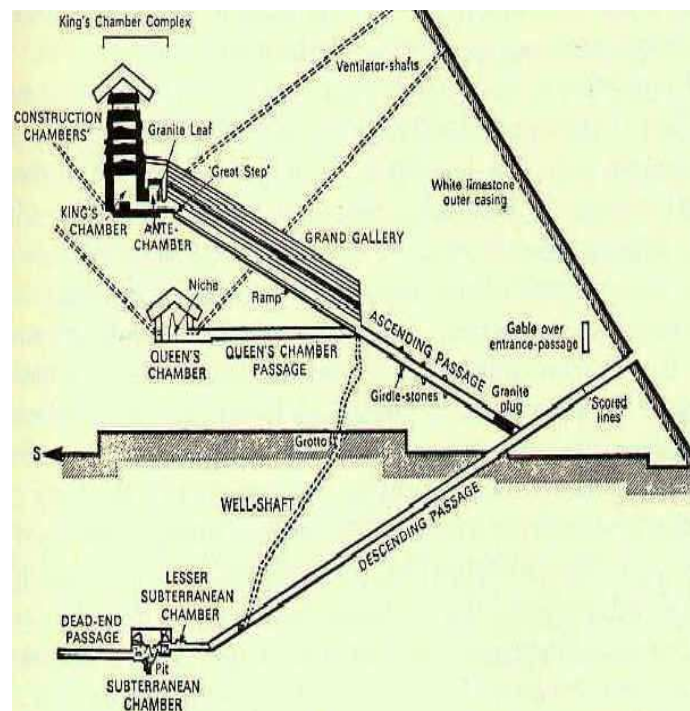 King's Chamber Complex
Ventilator-shafts
CONSTRUCTION
CHAMBERS'
Granite Leaf
Great Step
White limestone
outer casing
KING'S
CHAMBER
ANTE-
CHAMBER
GRAND GALLERY
Niche
Ramp
QUEEN'S
CHAMBER
QUEEN'S CHAMBER
PASSAGE
ASCENDING PASSAGE
Gable over
entrance-passage
Girdle-stones
Granite
plug
'Scored
lines'
S
Grotto
WELL-SHAFT
DESCENDING PASSAGE
LESSER
SUBTERRANEAN
CHAMBER
DEAD-END
PASSAGE
Pit
SUBTERRANEAN
CHAMBER